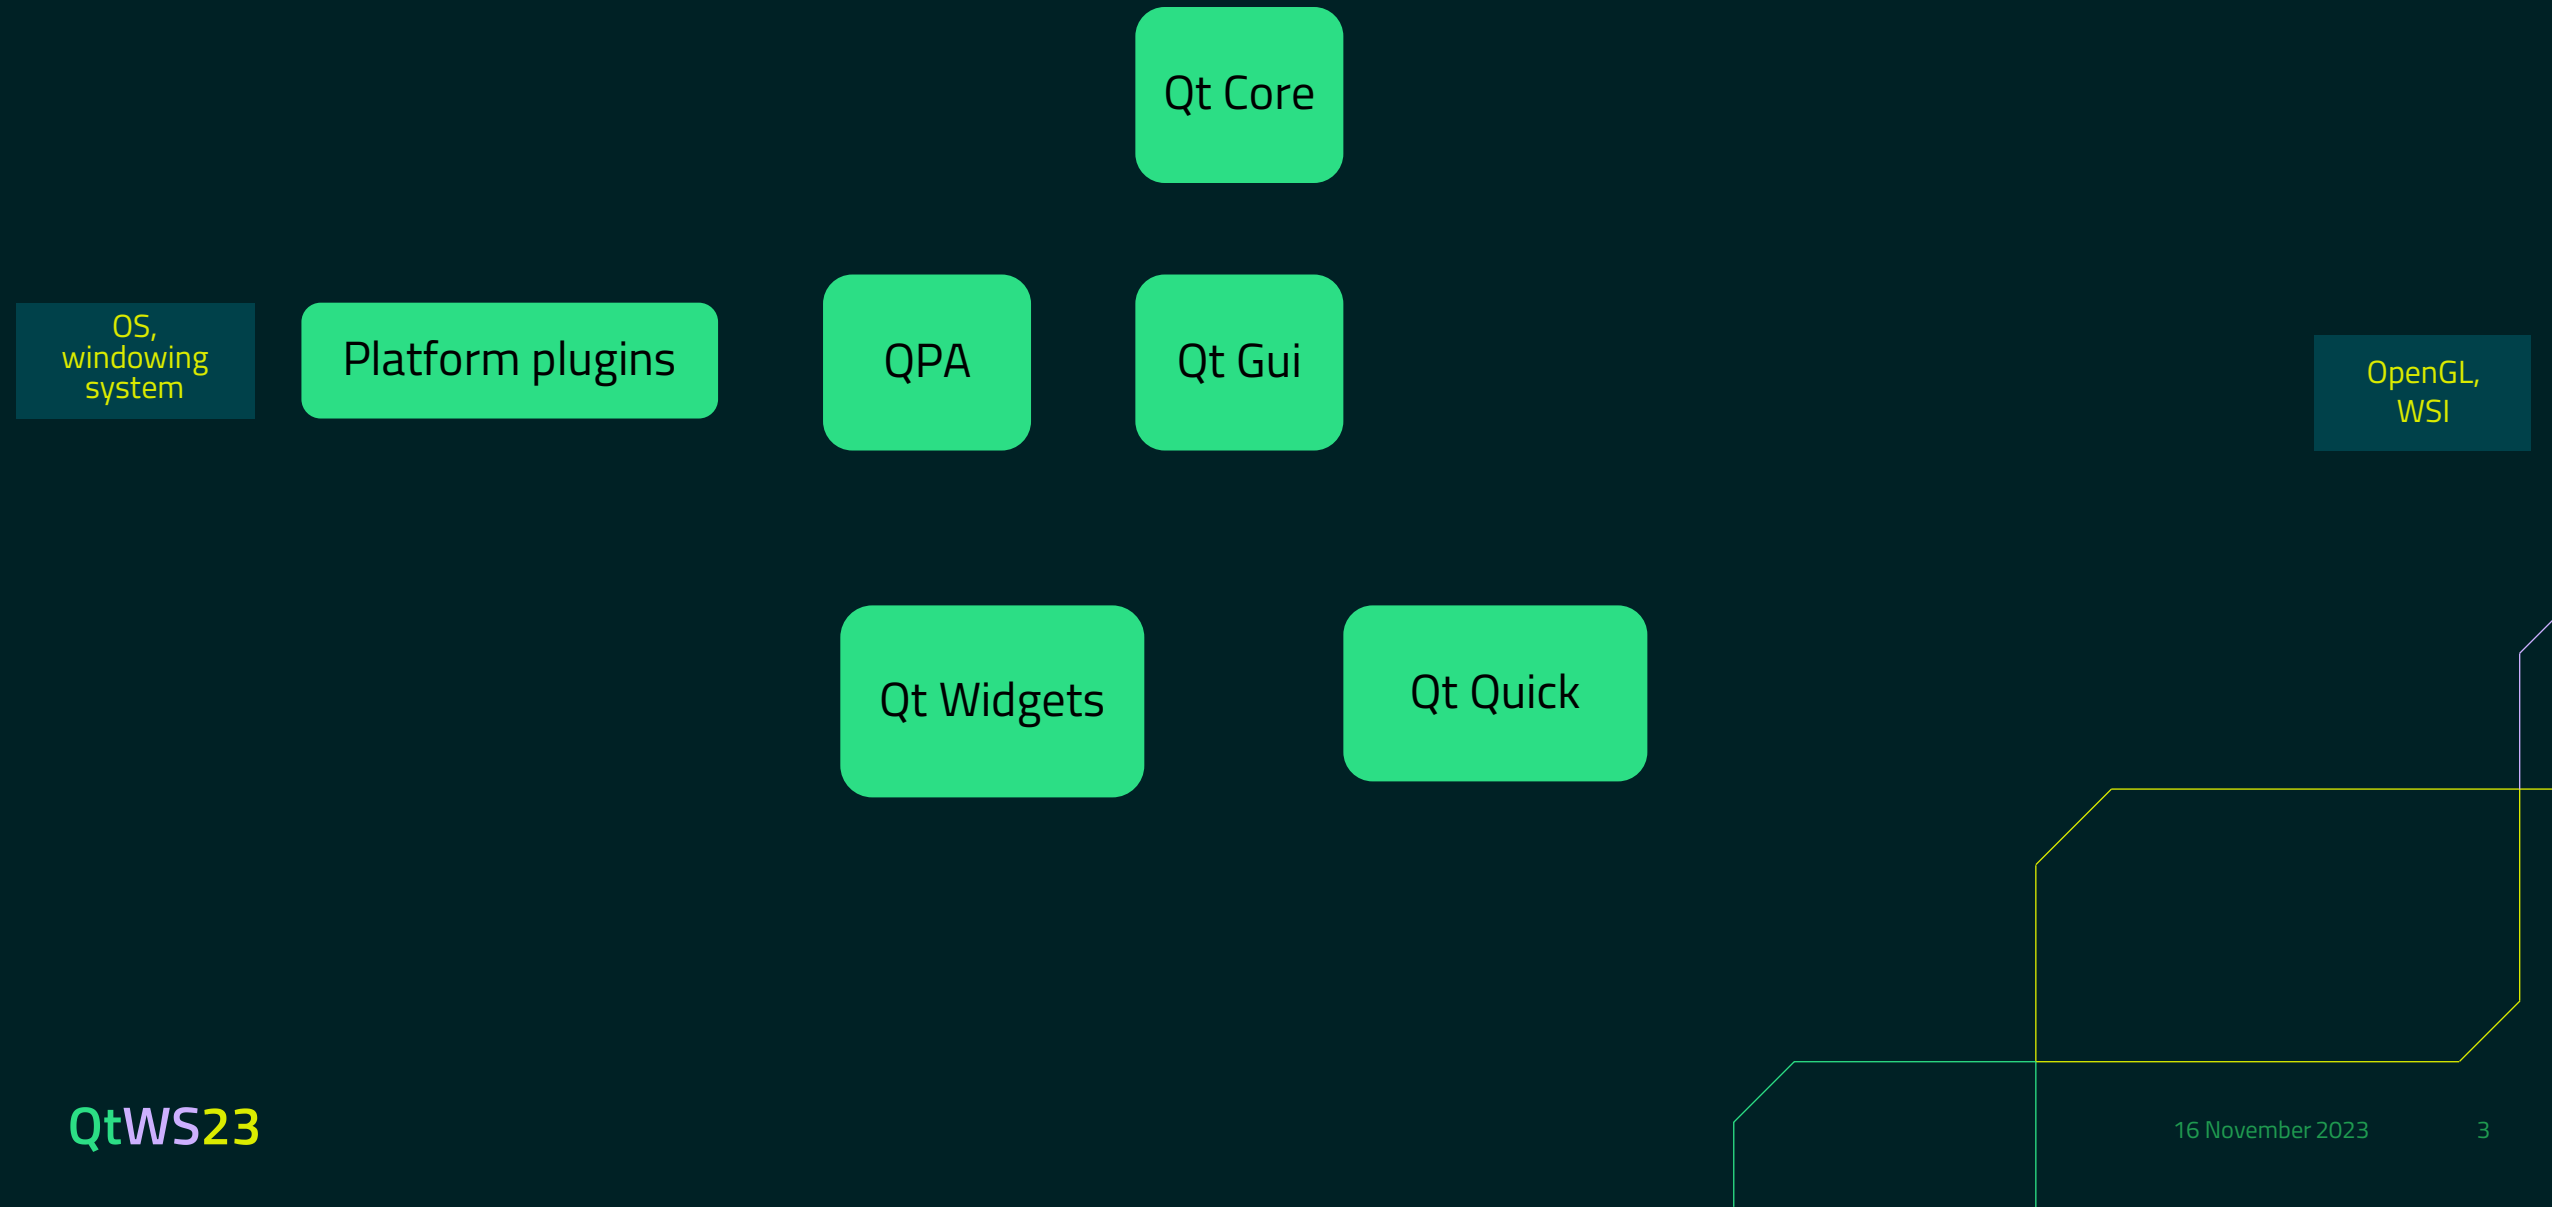 Qt Core
OS,
windowing
system
Platform plugins
QPA
Qt Gui
OpenGL,
WSI
Qt Widgets
Qt Quick
QtWS23
16 November 2023
3